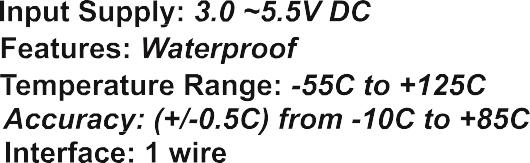 Input Supply: 3.0 ~5.5V DC
Features: Waterproof
Temperature Range: -55C to +125C
Accuracy: (+/-0.5C) from -10C to +85C
Interface: 1 wire